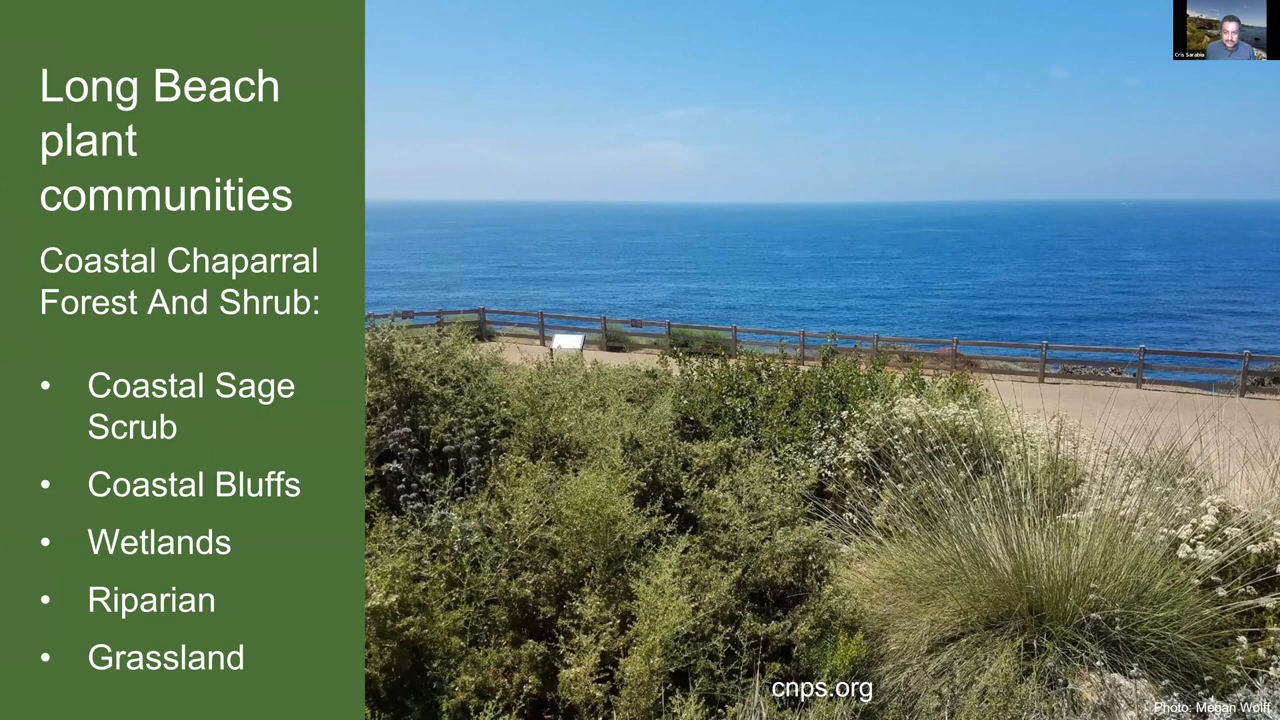 Long Beach
plant
communities
Coastal Chaparral
Forest And Shrub:
• Coastal Sage
Scrub
• Coastal Bluffs
• Wetlands
• Riparian
• Grassland
cnps.org
Photo: Megan Wolff
Cris Sarabia